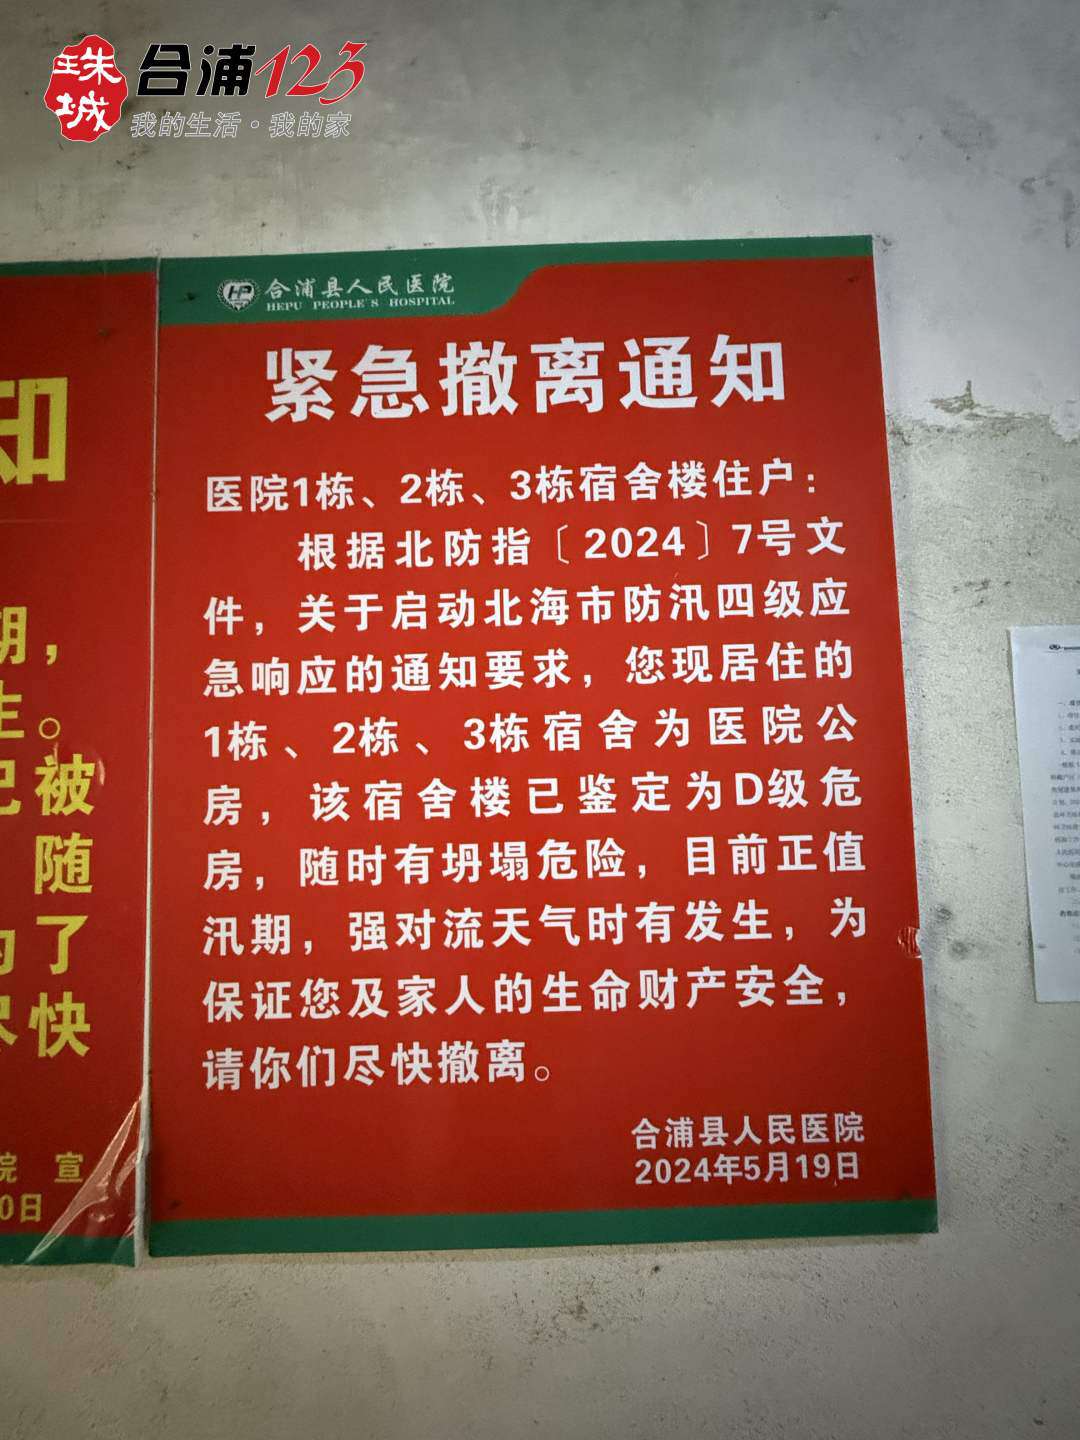 珠城
合浦123
我的生活·我的家
合浦县人民医院
HEPU PEOPLE'S HOSPITAL
紧急撤离通知
医院1栋、2栋、3栋宿舍楼住户：
根据北防指〔2024〕7号文
件，关于启动北海市防汛四级应
急响应的通知要求，您现居住的
1栋、2栋、3栋宿舍为医院公
房，该宿舍楼已鉴定为D级危
房，随时有坍塌危险，目前正值
汛期，强对流天气时有发生，为
保证您及家人的生命财产安全，
请你们尽快撤离。
合浦县人民医院
2024年5月19日
知
期，
生。
已被
随
的了
尽快
院 宣
0日